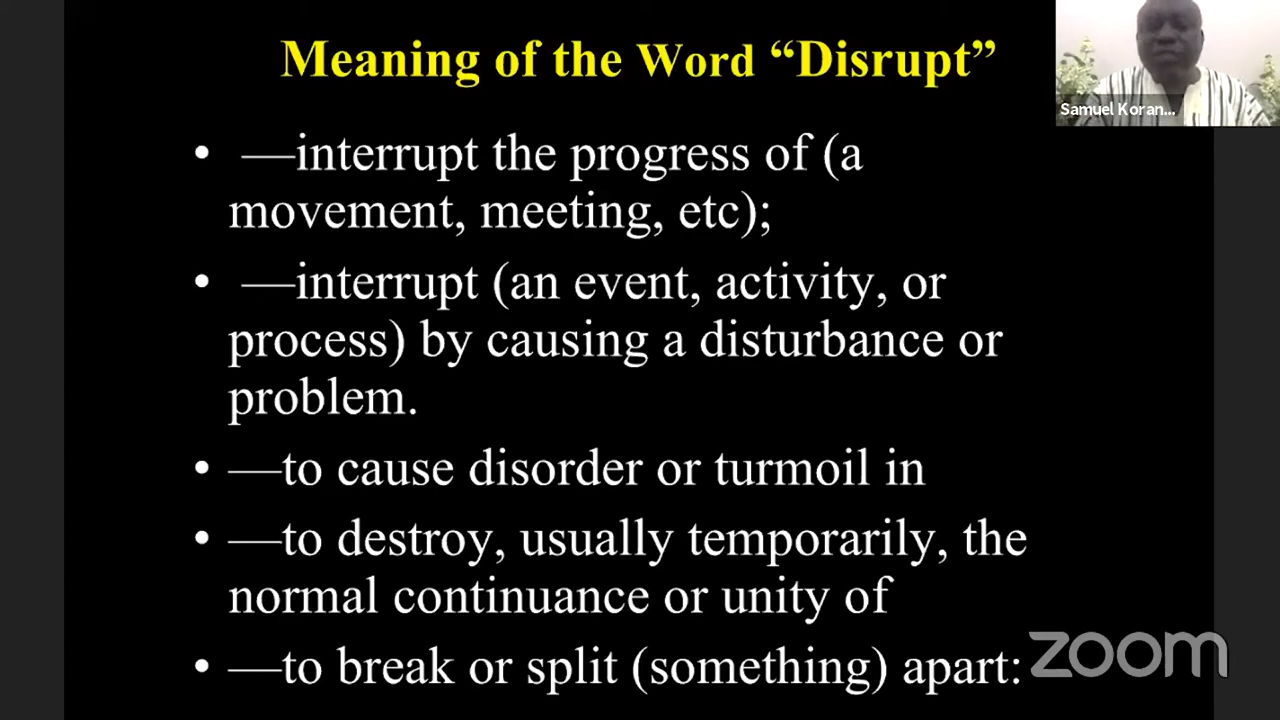 Meaning of the Word “Disrupt”
• —interrupt the progress of (a
movement, meeting, etc);
• —interrupt (an event, activity, or
process) by causing a disturbance or
problem.
• —to cause disorder or turmoil in
• —to destroy, usually temporarily, the
normal continuance or unity of
• —to break or split (something) apart:
Samuel Koran...
zoom